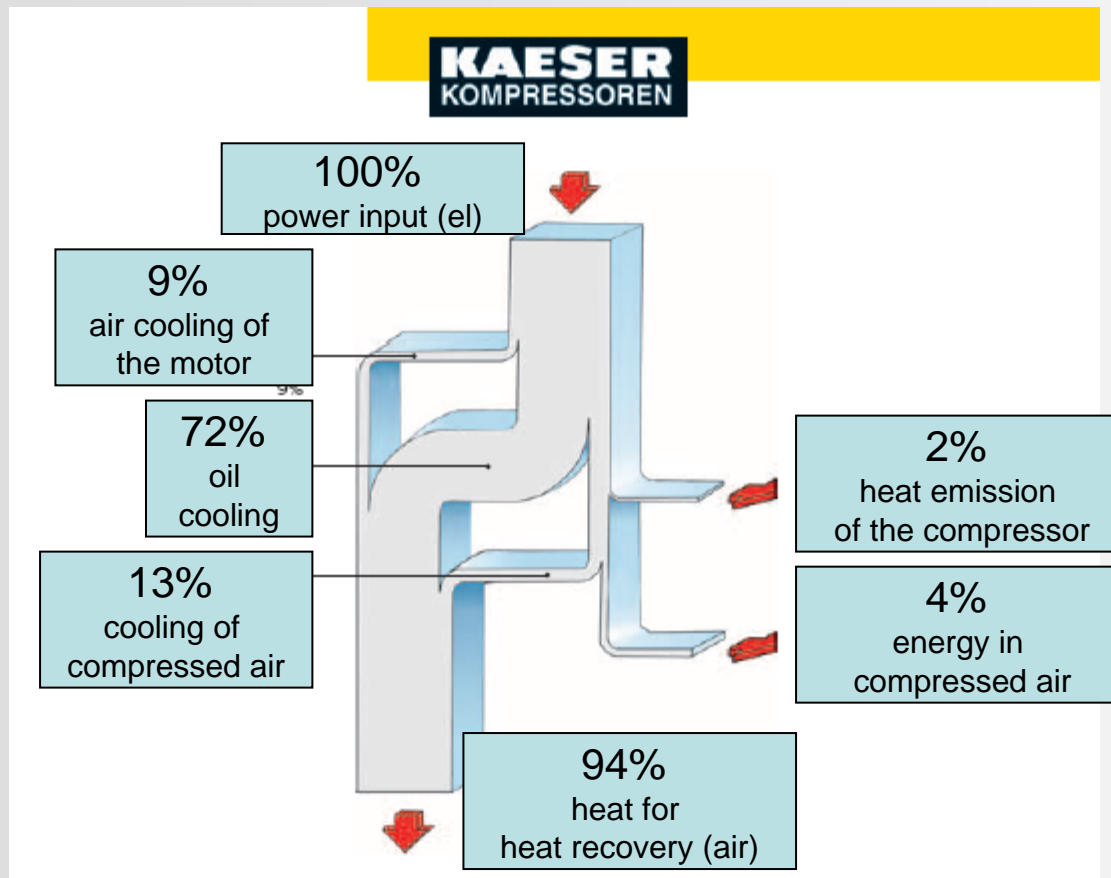 KAESER
KOMPRESSOREN
100%
power input (el)
9%
air cooling of
the motor
9%
72%
oil
cooling
2%
heat emission
of the compressor
13%
cooling of
compressed air
4%
energy in
compressed air
94%
heat for
heat recovery (air)